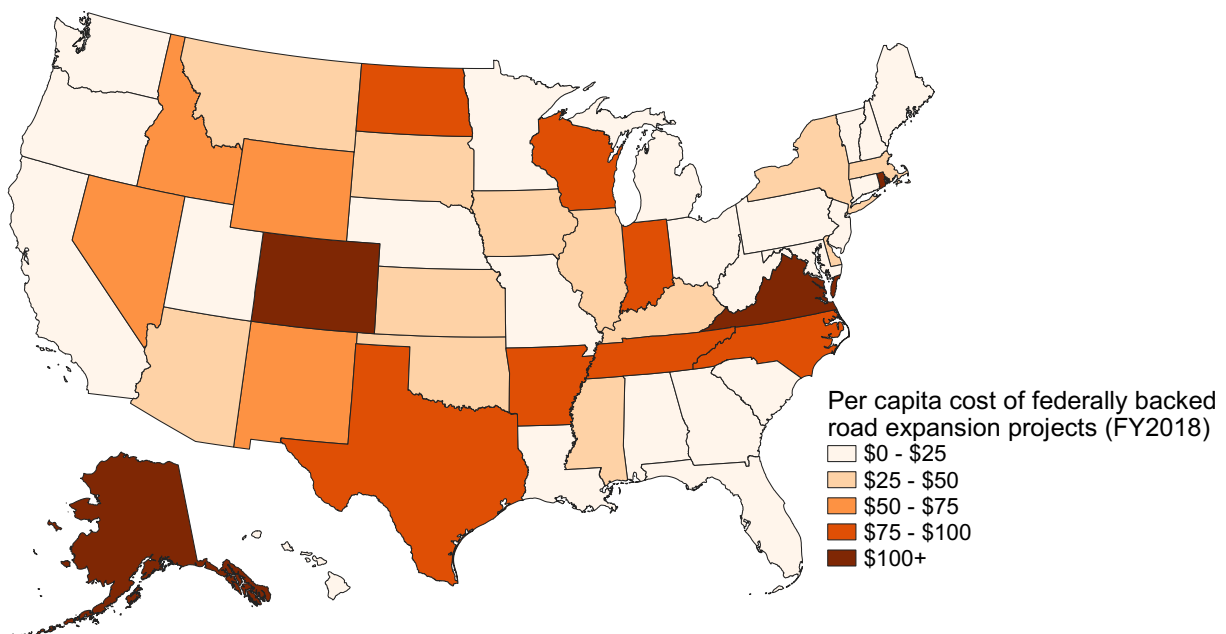 Per capita cost of federally backed
road expansion projects (FY2018)
$0 - $25
$25 - $50
$50 - $75
$75 - $100
$100+